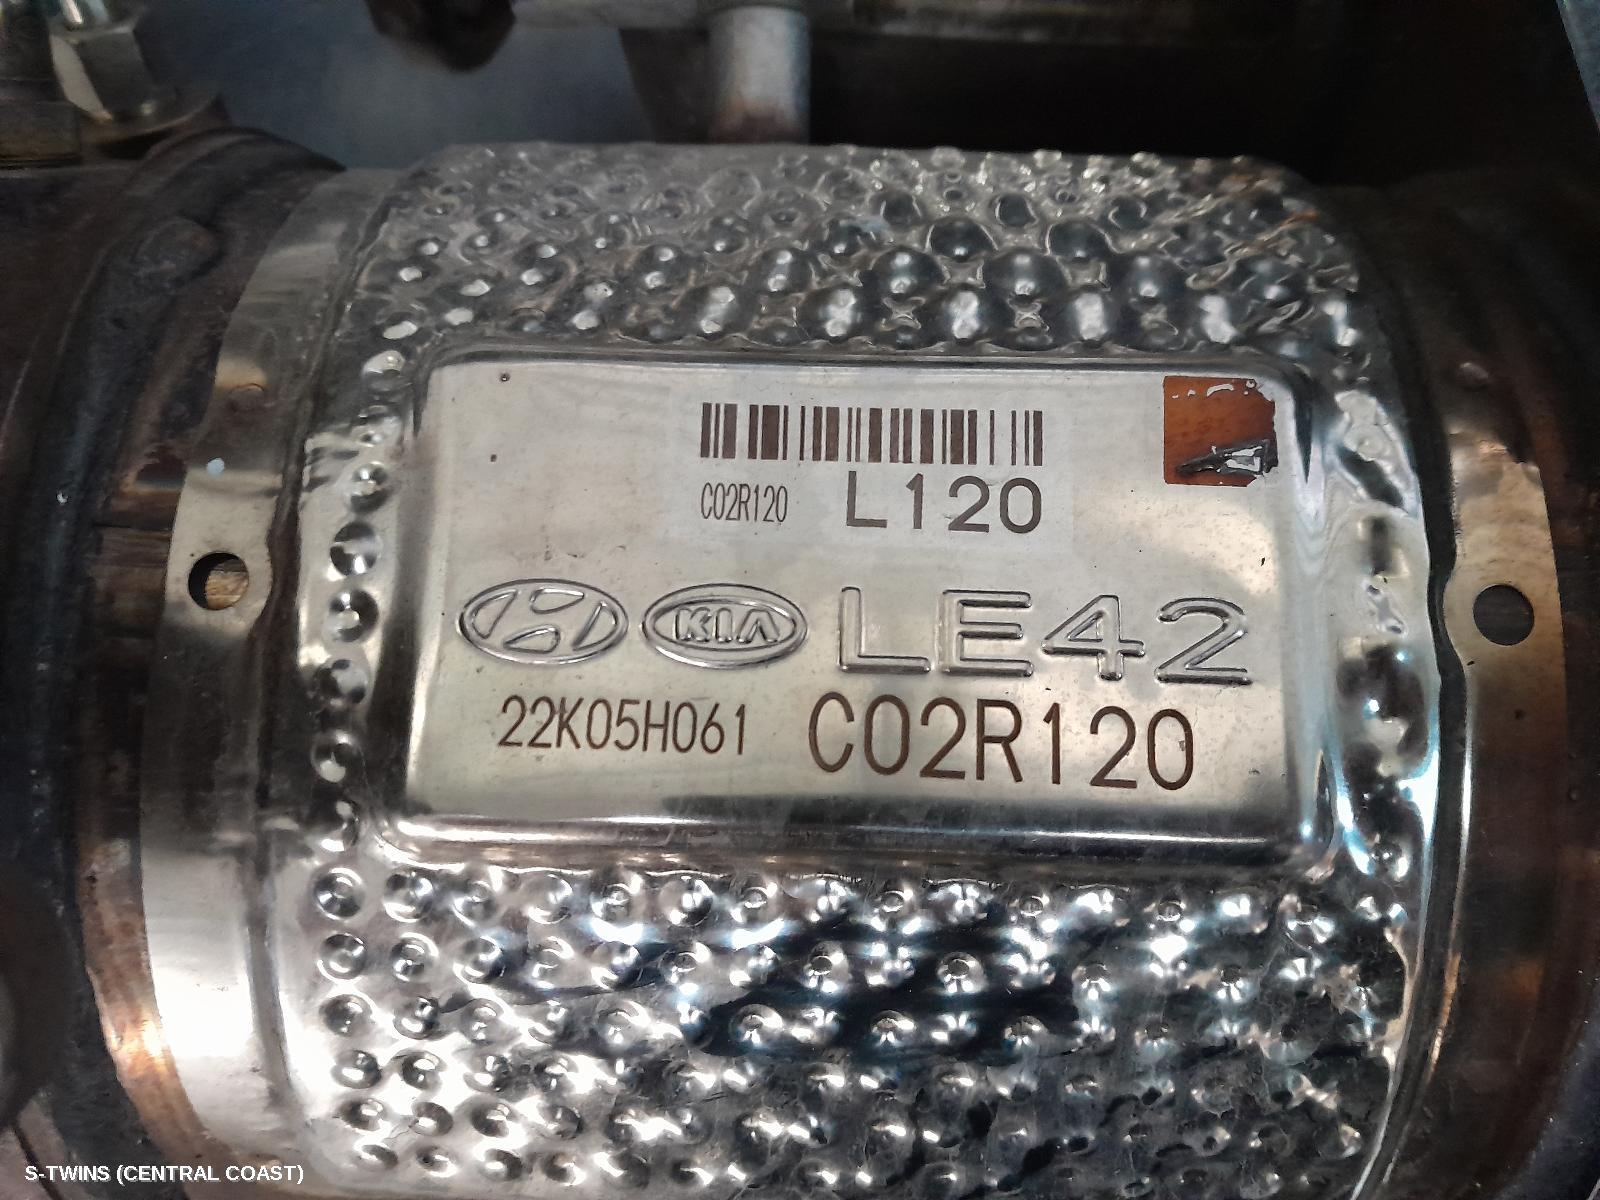 C02R120 L120
KIA LE42
22K05H061 C02R120
S-TWINS (CENTRAL COAST)